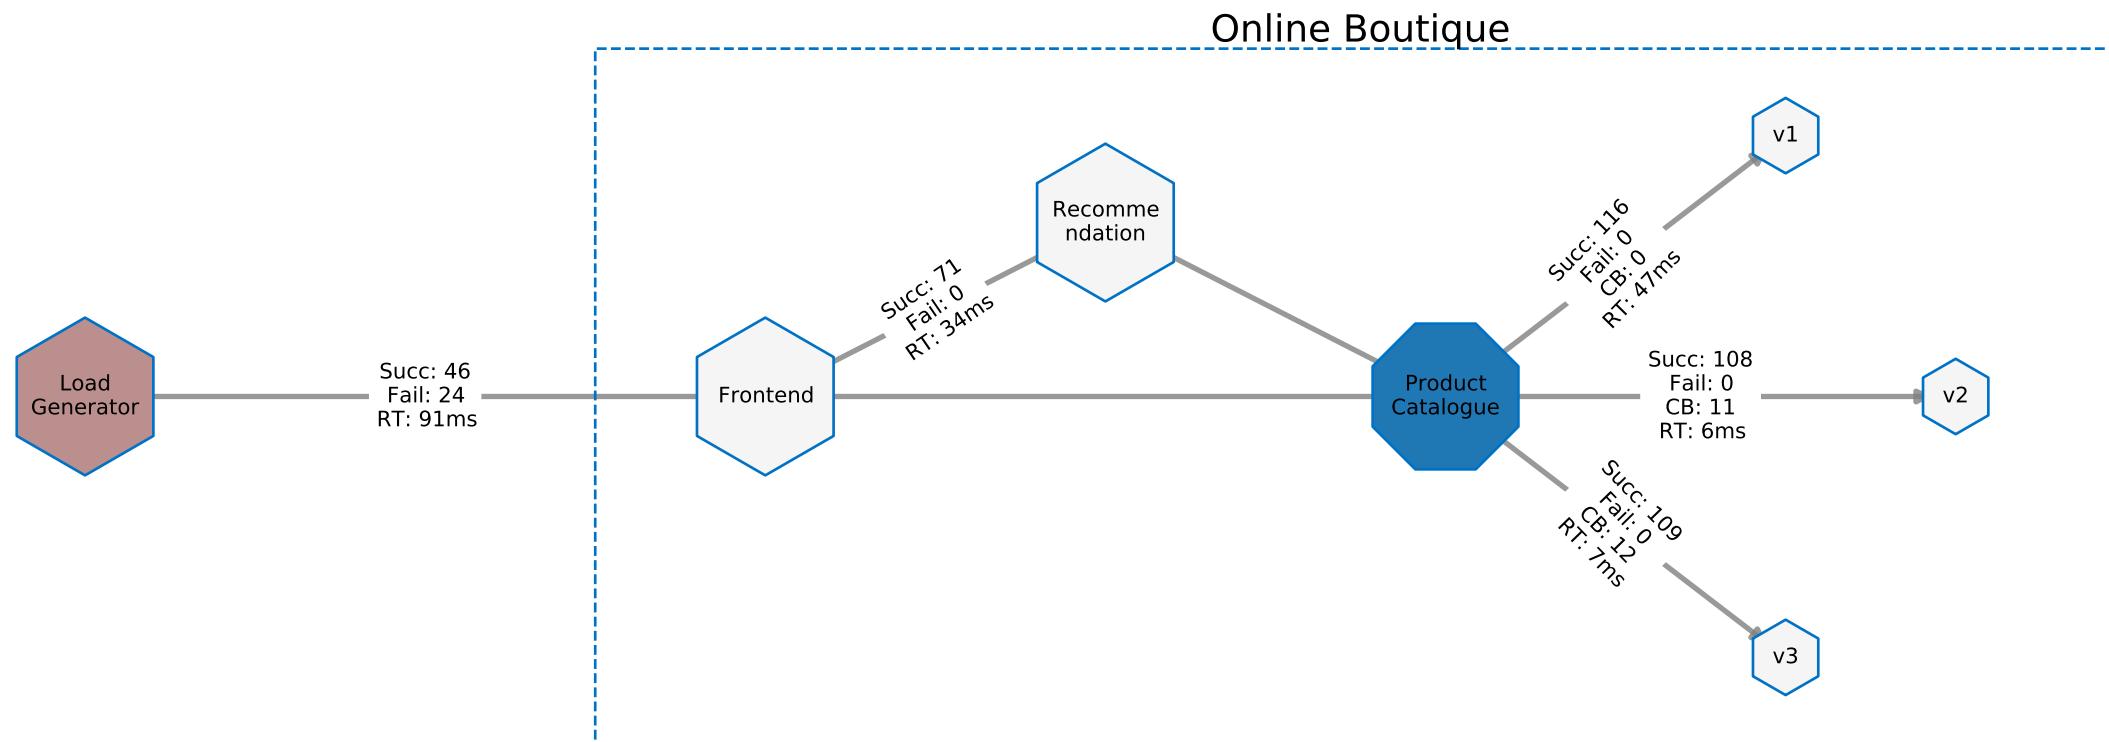 Online Boutique
Load
Generator
Succ: 46
Fail: 24
RT: 91ms
Frontend
Succ: 71
Fail: 0
RT: 34ms
Recomme
ndation
Product
Catalogue
Succ: 116
Fail: 0
CB: 0
RT: 47ms
v1
Succ: 108
Fail: 0
CB: 11
RT: 6ms
v2
Succ: 109
Fail: 0
CB: 12
RT: 7ms
v3